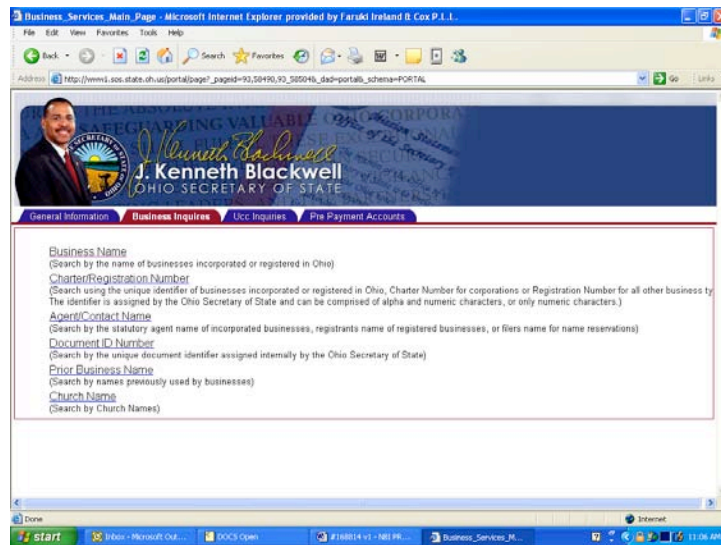 Business_Services_Main_Page - Microsoft Internet Explorer provided by Faruki Ireland & Cox P.L.L.
File Edit View Favorites Tools Help
Back Search Favorites
Address http://www1.sos.state.oh.us/portal/page?_pageid=93,58490,93_58504&_dad=portal&_schema=PORTAL Go Links
J. Kenneth Blackwell
J. Kenneth Blackwell
OHIO SECRETARY OF STATE
General Information Business Inquires Ucc Inquiries Pre Payment Accounts
Business Name
(Search by the name of businesses incorporated or registered in Ohio)
Charter/Registration Number
(Search using the unique identifier of businesses incorporated or registered in Ohio, Charter Number for corporations or Registration Number for all other business ty
The identifier is assigned by the Ohio Secretary of State and can be comprised of alpha and numeric characters, or only numeric characters.)
Agent/Contact Name
(Search by the statutory agent name of incorporated businesses, registrants name of registered businesses, or filers name for name reservations)
Document ID Number
(Search by the unique document identifier assigned internally by the Ohio Secretary of State)
Prior Business Name
(Search by names previously used by businesses)
Church Name
(Search by Church Names)
Done Internet
start Inbox - Microsoft Out... DOCS Open #168814 v1 - NBI PR... Business_Services_M... 11:06 AM